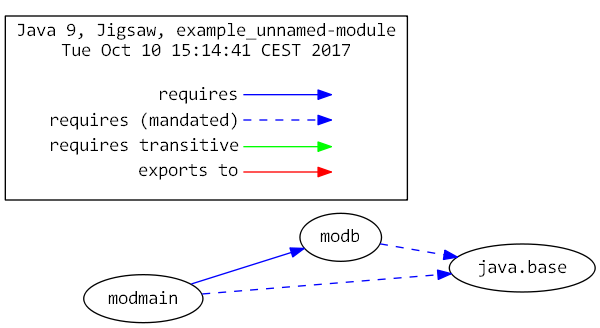 Java 9, Jigsaw, example_unnamed-module
Tue Oct 10 15:14:41 CEST 2017
requires
requires (mandated)
requires transitive
exports to
modb
java.base
modmain